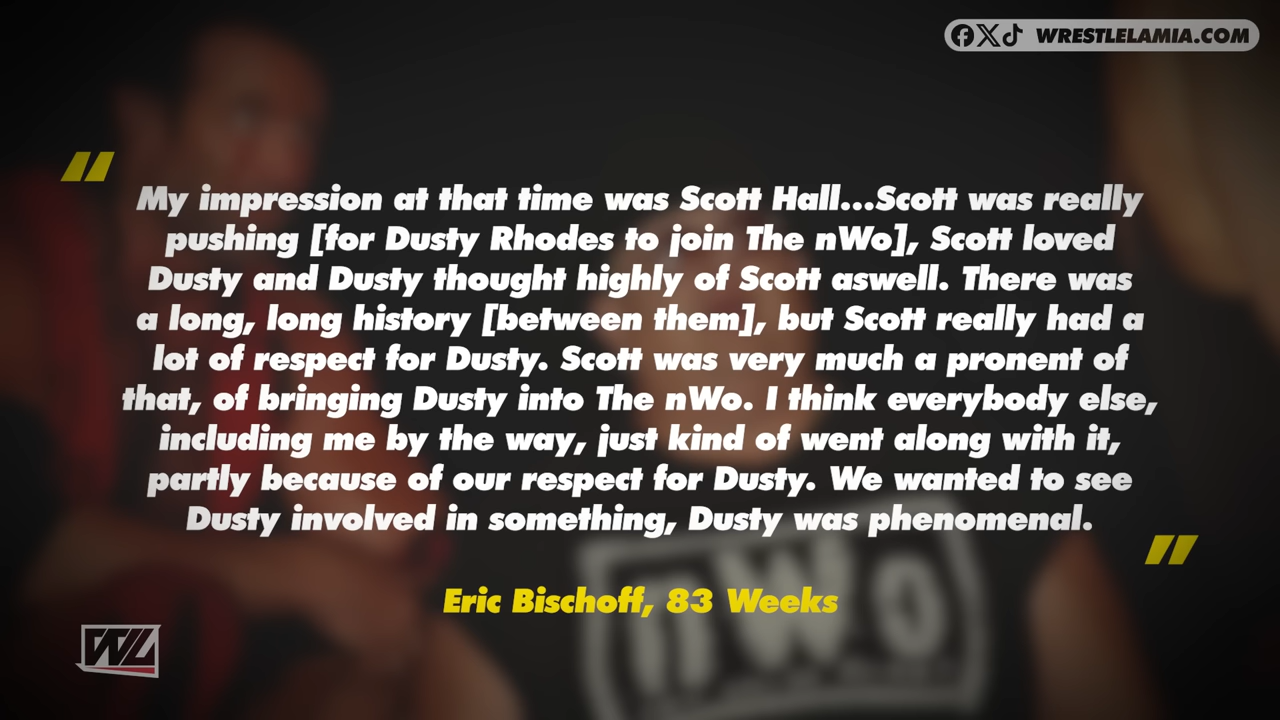 WRESTLELAMIA.COM
"
My impression at that time was Scott Hall...Scott was really
pushing [for Dusty Rhodes to join The nWo], Scott loved
Dusty and Dusty thought highly of Scott aswell. There was
a long, long history [between them], but Scott really had a
lot of respect for Dusty. Scott was very much a pronent of
that, of bringing Dusty into The nWo. I think everybody else,
including me by the way, just kind of went along with it,
partly because of our respect for Dusty. We wanted to see
Dusty involved in something, Dusty was phenomenal.
"
Eric Bischoff, 83 Weeks
WL
nWo